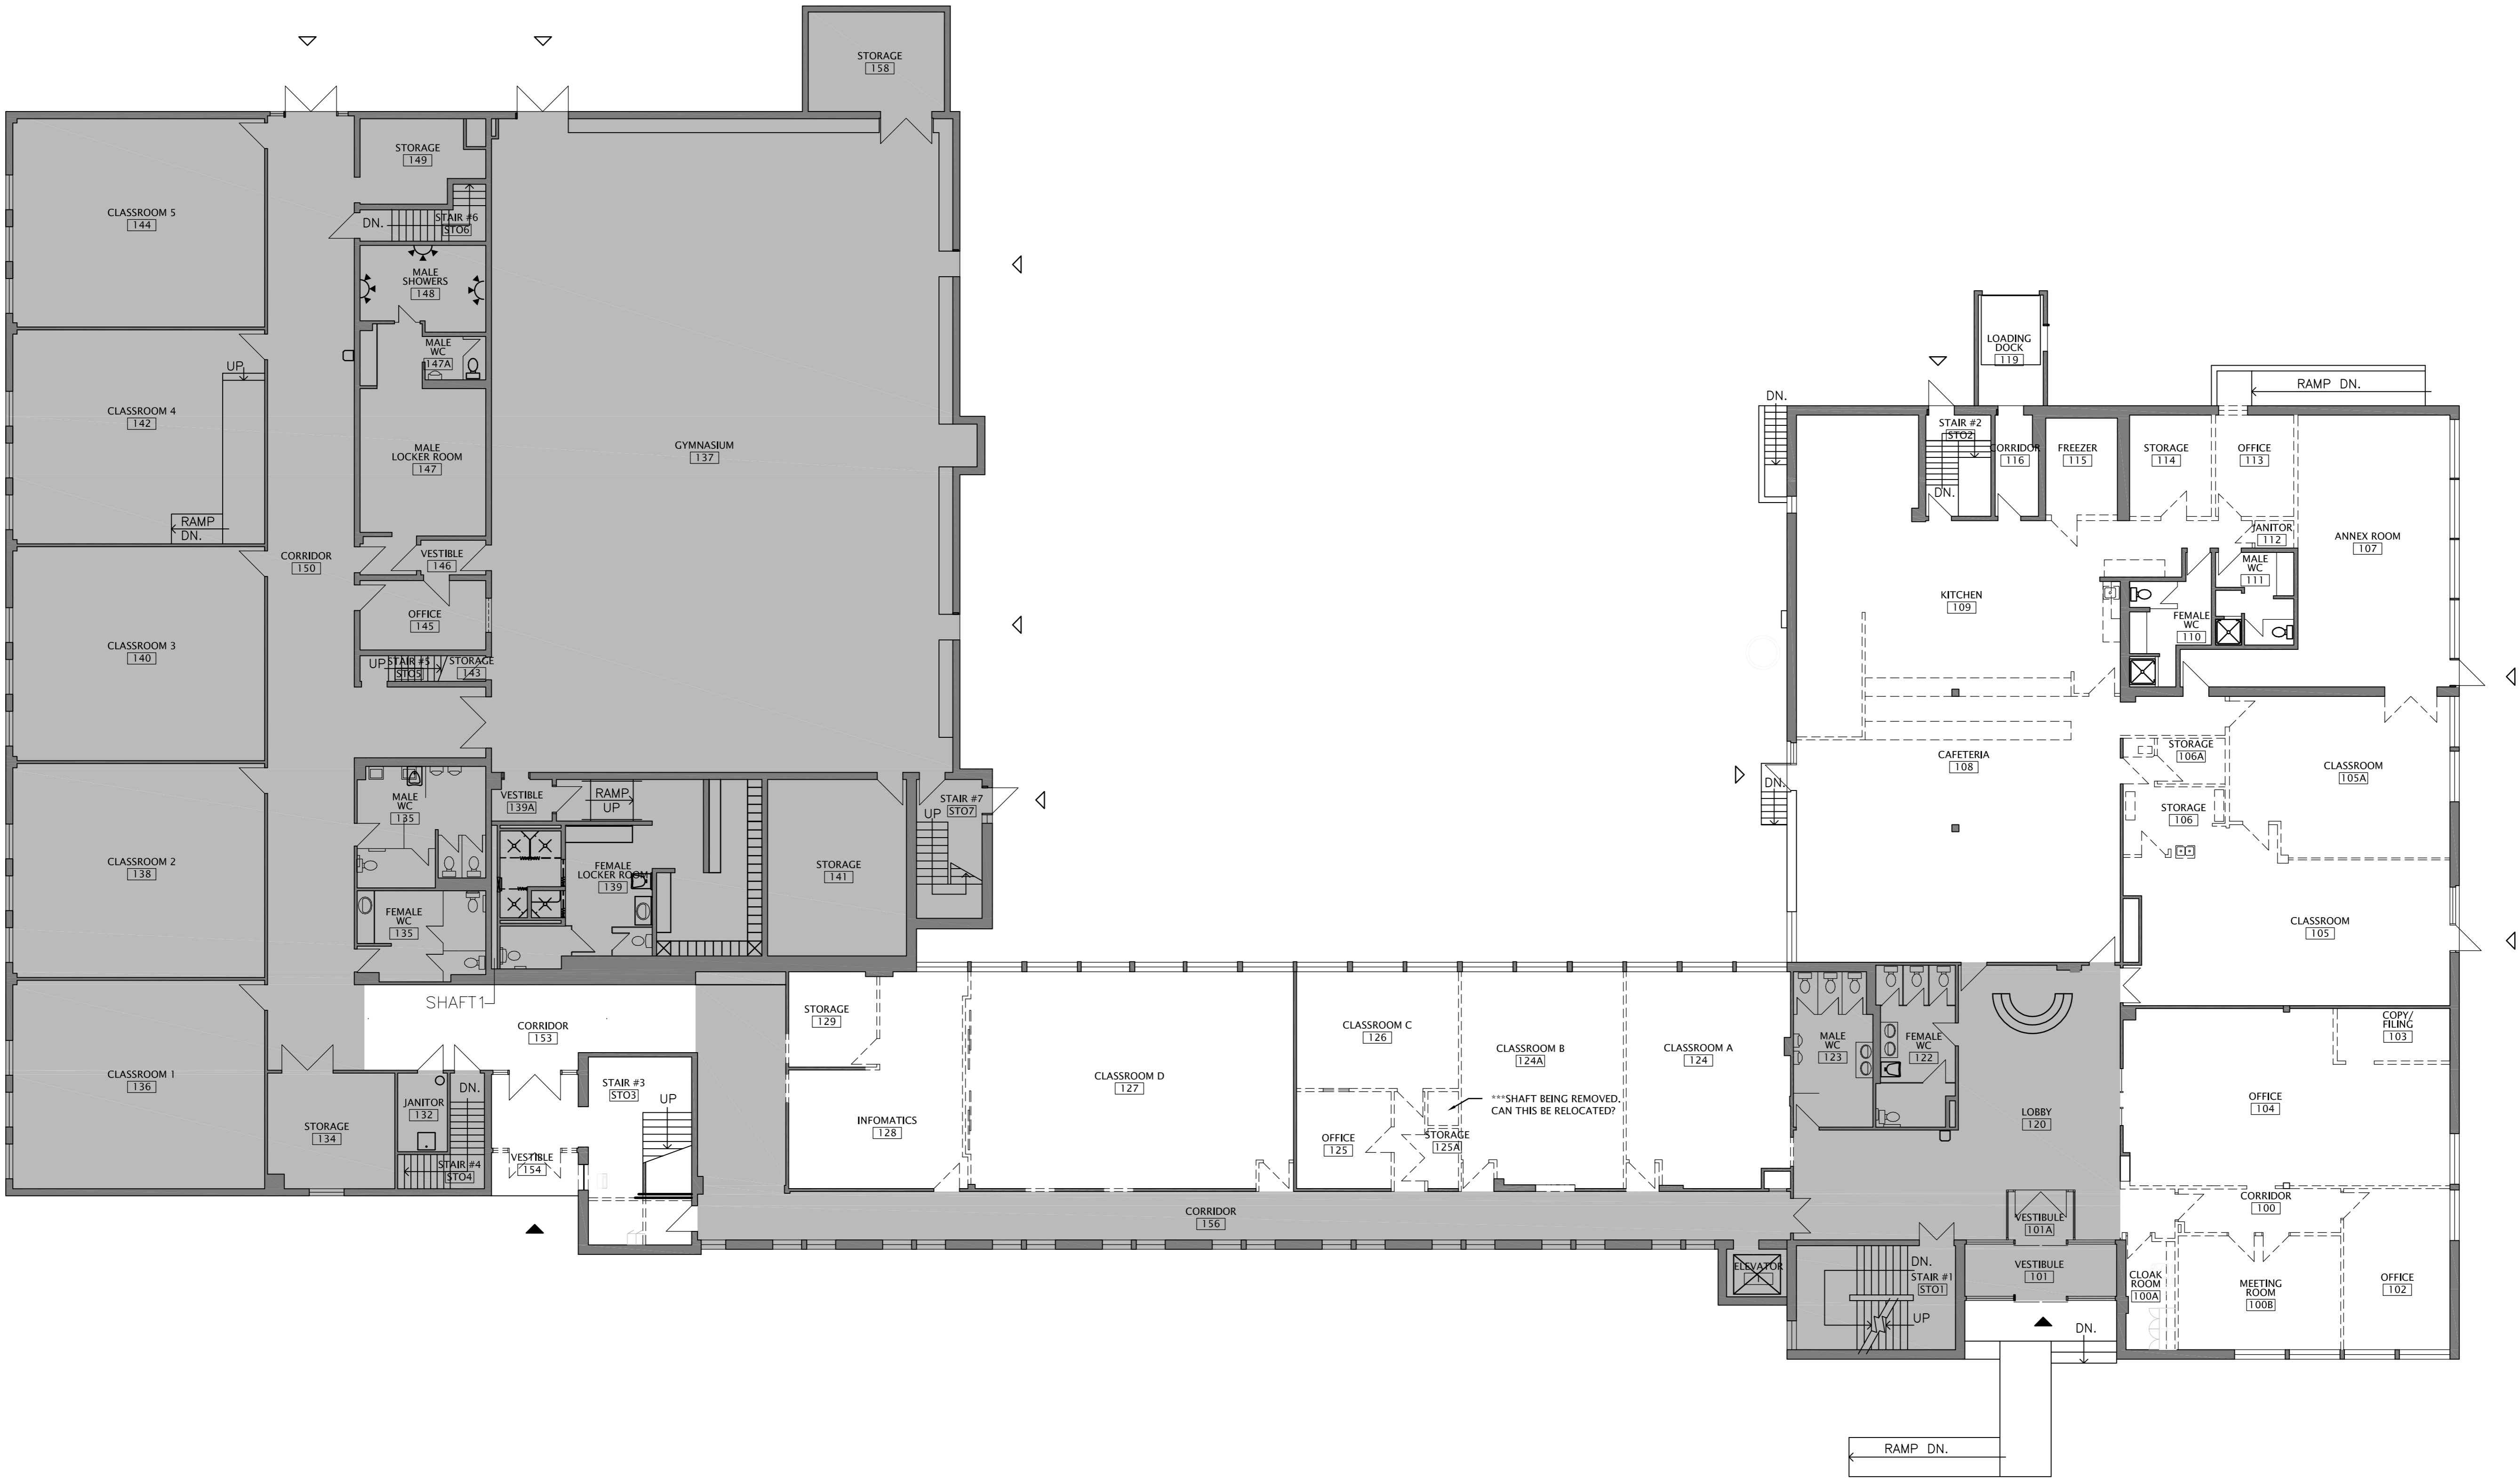 STORAGE
158
STORAGE
149
CLASSROOM 5
144
DN.
STAIR #6
STO6
MALE
SHOWERS
148
MALE
WC
147A
UP
CLASSROOM 4
142
MALE
LOCKER ROOM
147
GYMNASIUM
137
RAMP
DN.
CORRIDOR
150
VESTIBLE
146
OFFICE
145
CLASSROOM 3
140
UP
STAIR #5
STO5
STORAGE
143
MALE
WC
135
VESTIBLE
139A
RAMP
UP
STAIR #7
STO7
UP
CLASSROOM 2
138
FEMALE
LOCKER ROOM
139
STORAGE
141
FEMALE
WC
135
SHAFT1
CORRIDOR
153
CLASSROOM 1
136
STORAGE
134
JANITOR
132
DN.
STAIR #4
STO4
VESTIBLE
154
STAIR #3
STO3
UP
STORAGE
129
INFOMATICS
128
CLASSROOM D
127
CLASSROOM C
126
CLASSROOM B
124A
CLASSROOM A
124
***SHAFT BEING REMOVED.
CAN THIS BE RELOCATED?
OFFICE
125
STORAGE
125A
CORRIDOR
156
ELEVATOR
1
MALE
WC
123
FEMALE
WC
122
LOBBY
120
VESTIBULE
101A
VESTIBULE
101
DN.
STAIR #1
STO1
UP
DN.
RAMP DN.
LOADING
DOCK
119
RAMP DN.
DN.
STAIR #2
STO2
DN.
CORRIDOR
116
FREEZER
115
STORAGE
114
OFFICE
113
JANITOR
112
ANNEX ROOM
107
MALE
WC
111
FEMALE
WC
110
KITCHEN
109
CAFETERIA
108
DN.
STORAGE
106A
CLASSROOM
105A
STORAGE
106
CLASSROOM
105
COPY/
FILING
103
OFFICE
104
CORRIDOR
100
CLOAK
ROOM
100A
MEETING
ROOM
100B
OFFICE
102